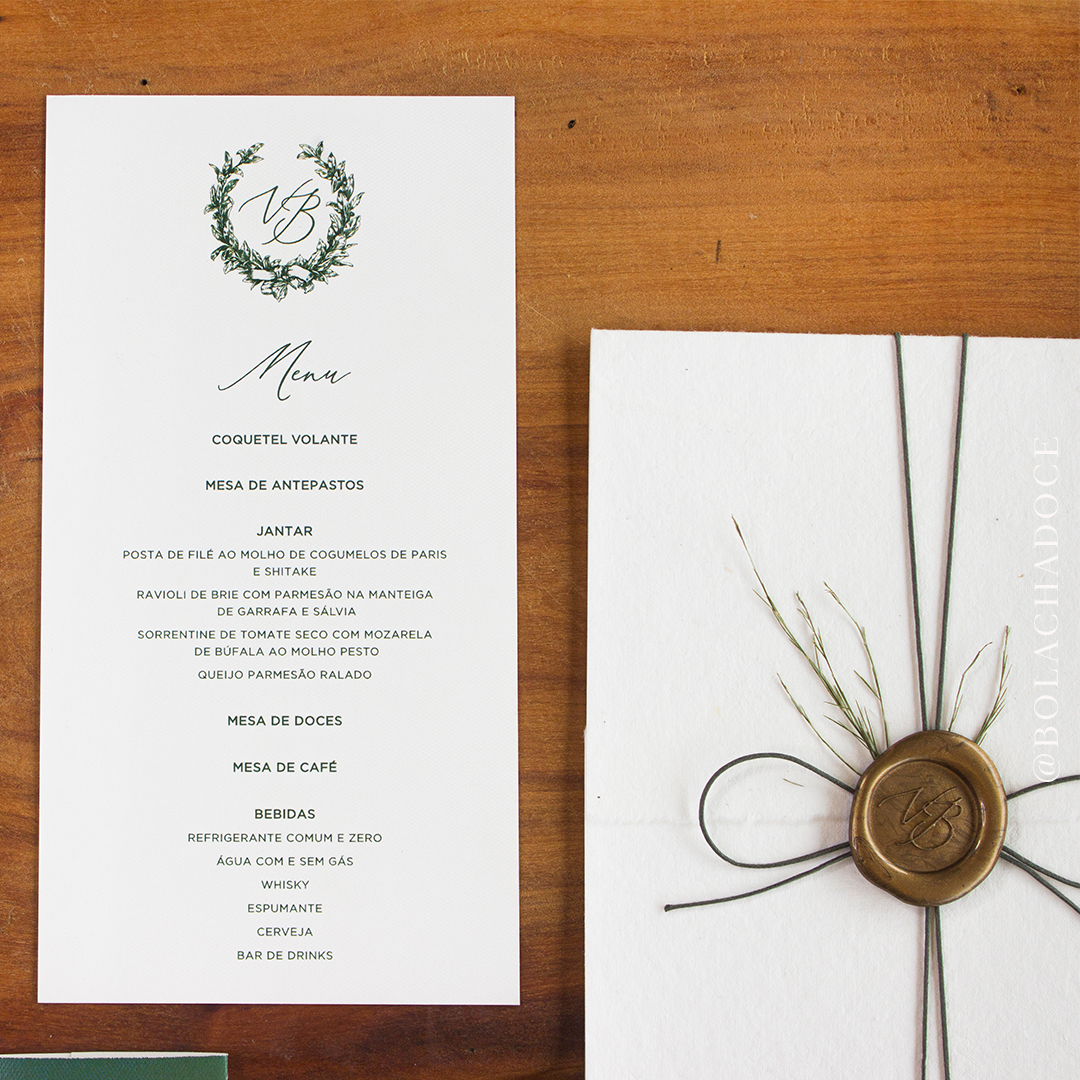 VB
Menu
COQUETEL VOLANTE
MESA DE ANTEPASTOS
JANTAR
POSTA DE FILÉ AO MOLHO DE COGUMELOS DE PARIS
E SHITAKE
RAVIOLI DE BRIE COM PARMESÃO NA MANTEIGA
DE GARRAFA E SÁLVIA
SORRENTINE DE TOMATE SECO COM MOZARELA
DE BÚFALA AO MOLHO PESTO
QUEIJO PARMESÃO RALADO
MESA DE DOCES
MESA DE CAFÉ
BEBIDAS
REFRIGERANTE COMUM E ZERO
ÁGUA COM E SEM GÁS
WHISKY
ESPUMANTE
CERVEJA
BAR DE DRINKS
VB
@BOLACHADOCE